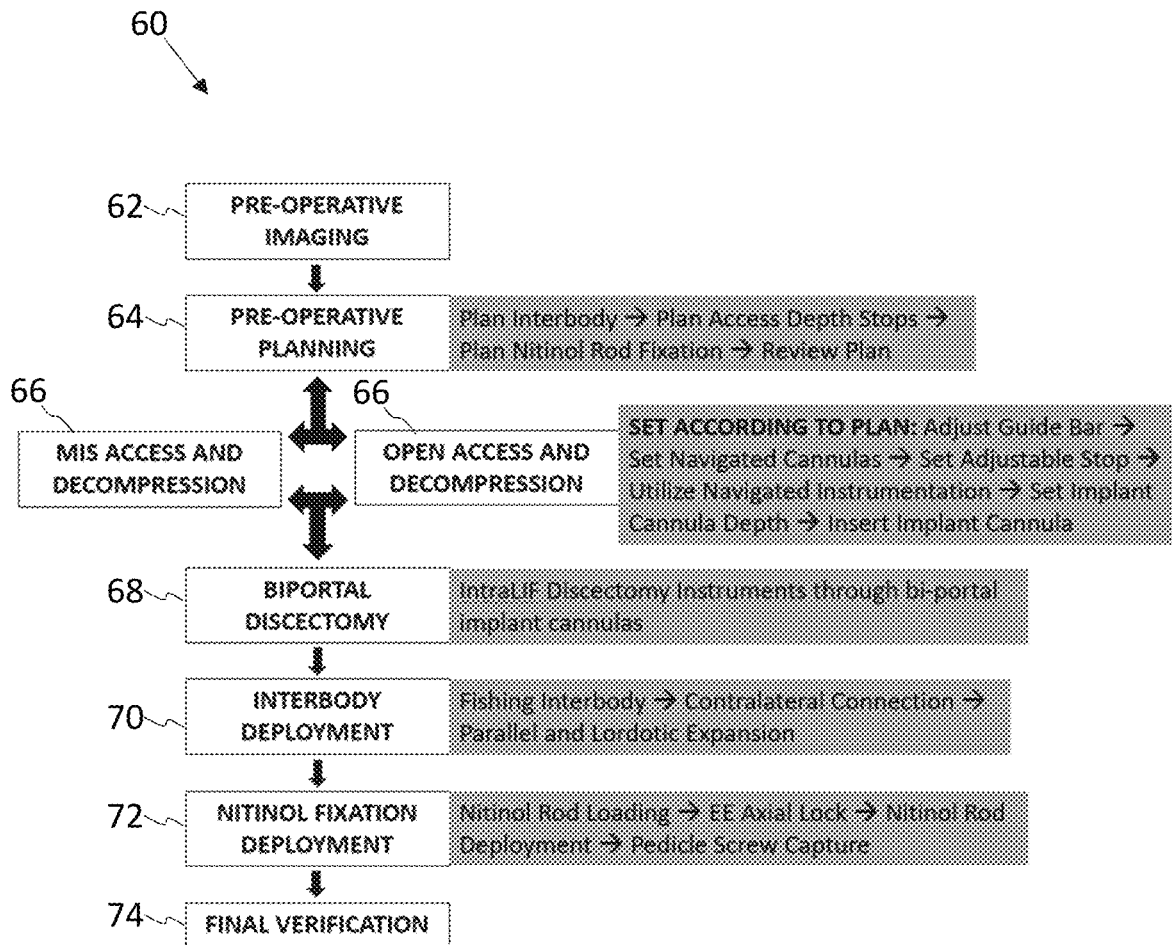 60
62
PRE-OPERATIVE
IMAGING
64
PRE-OPERATIVE
PLANNING
Plan Interbody → Plan Access Depth Stops →
Plan Nitinol Rod Fixation → Review Plan
66
MIS ACCESS AND
DECOMPRESSION
66
OPEN ACCESS AND
DECOMPRESSION
SET ACCORDING TO PLAN: Adjust Guide Bar →
Set Navigated Cannulas → Set Adjustable Stop →
Utilize Navigated Instrumentation → Set Implant
Cannula Depth → Insert Implant Cannula
68
BIPORTAL
DISCECTOMY
IntraLIF Discectomy Instruments through bi-portal
implant cannulas
70
INTERBODY
DEPLOYMENT
Fishing Interbody → Contralateral Connection →
Parallel and Lordotic Expansion
72
NITINOL FIXATION
DEPLOYMENT
Nitinol Rod Loading → EE Axial Lock → Nitinol Rod
Deployment → Pedicle Screw Capture
74
FINAL VERIFICATION